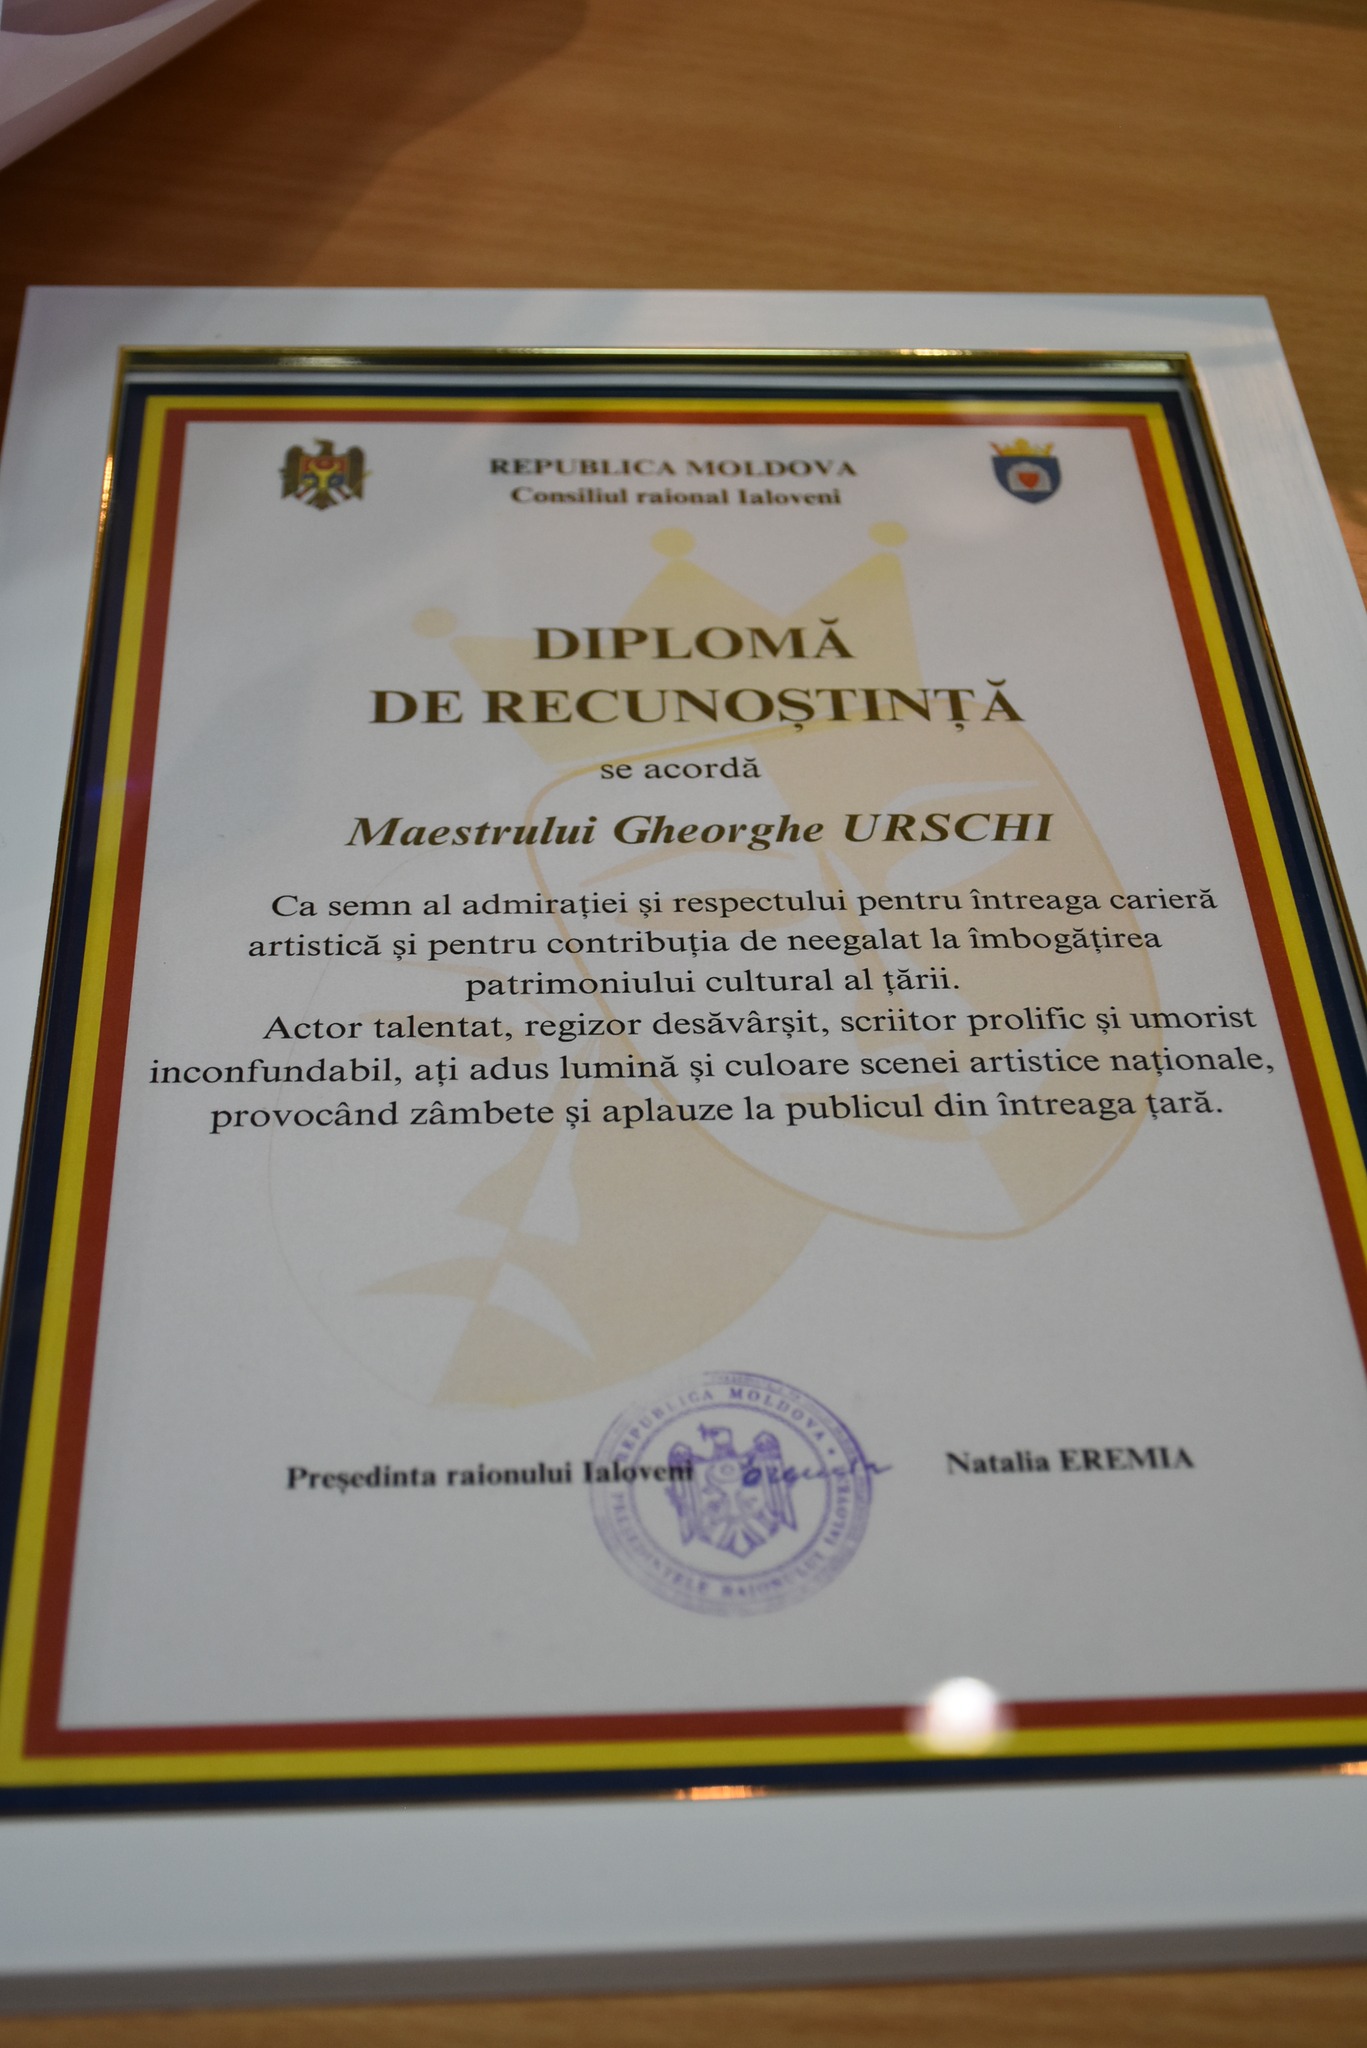 REPUBLICA MOLDOVA
Consiliul raional Ialoveni
DIPLOMĂ
DE RECUNOȘTINȚĂ
se acordă
Maestrului Gheorghe URSCHI
Ca semn al admirației și respectului pentru întreaga carieră
artistică și pentru contribuția de neegalat la îmbogățirea
patrimoniului cultural al țării.
Actor talentat, regizor desăvârșit, scriitor prolific și umorist
inconfundabil, ați adus lumină și culoare scenei artistice naționale,
provocând zâmbete și aplauze la publicul din întreaga țară.
Președinta raionului Ialoveni
Natalia EREMIA
REPUBLICA MOLDOVA
PREȘEDINTELE RAIONULUI IALOVENI